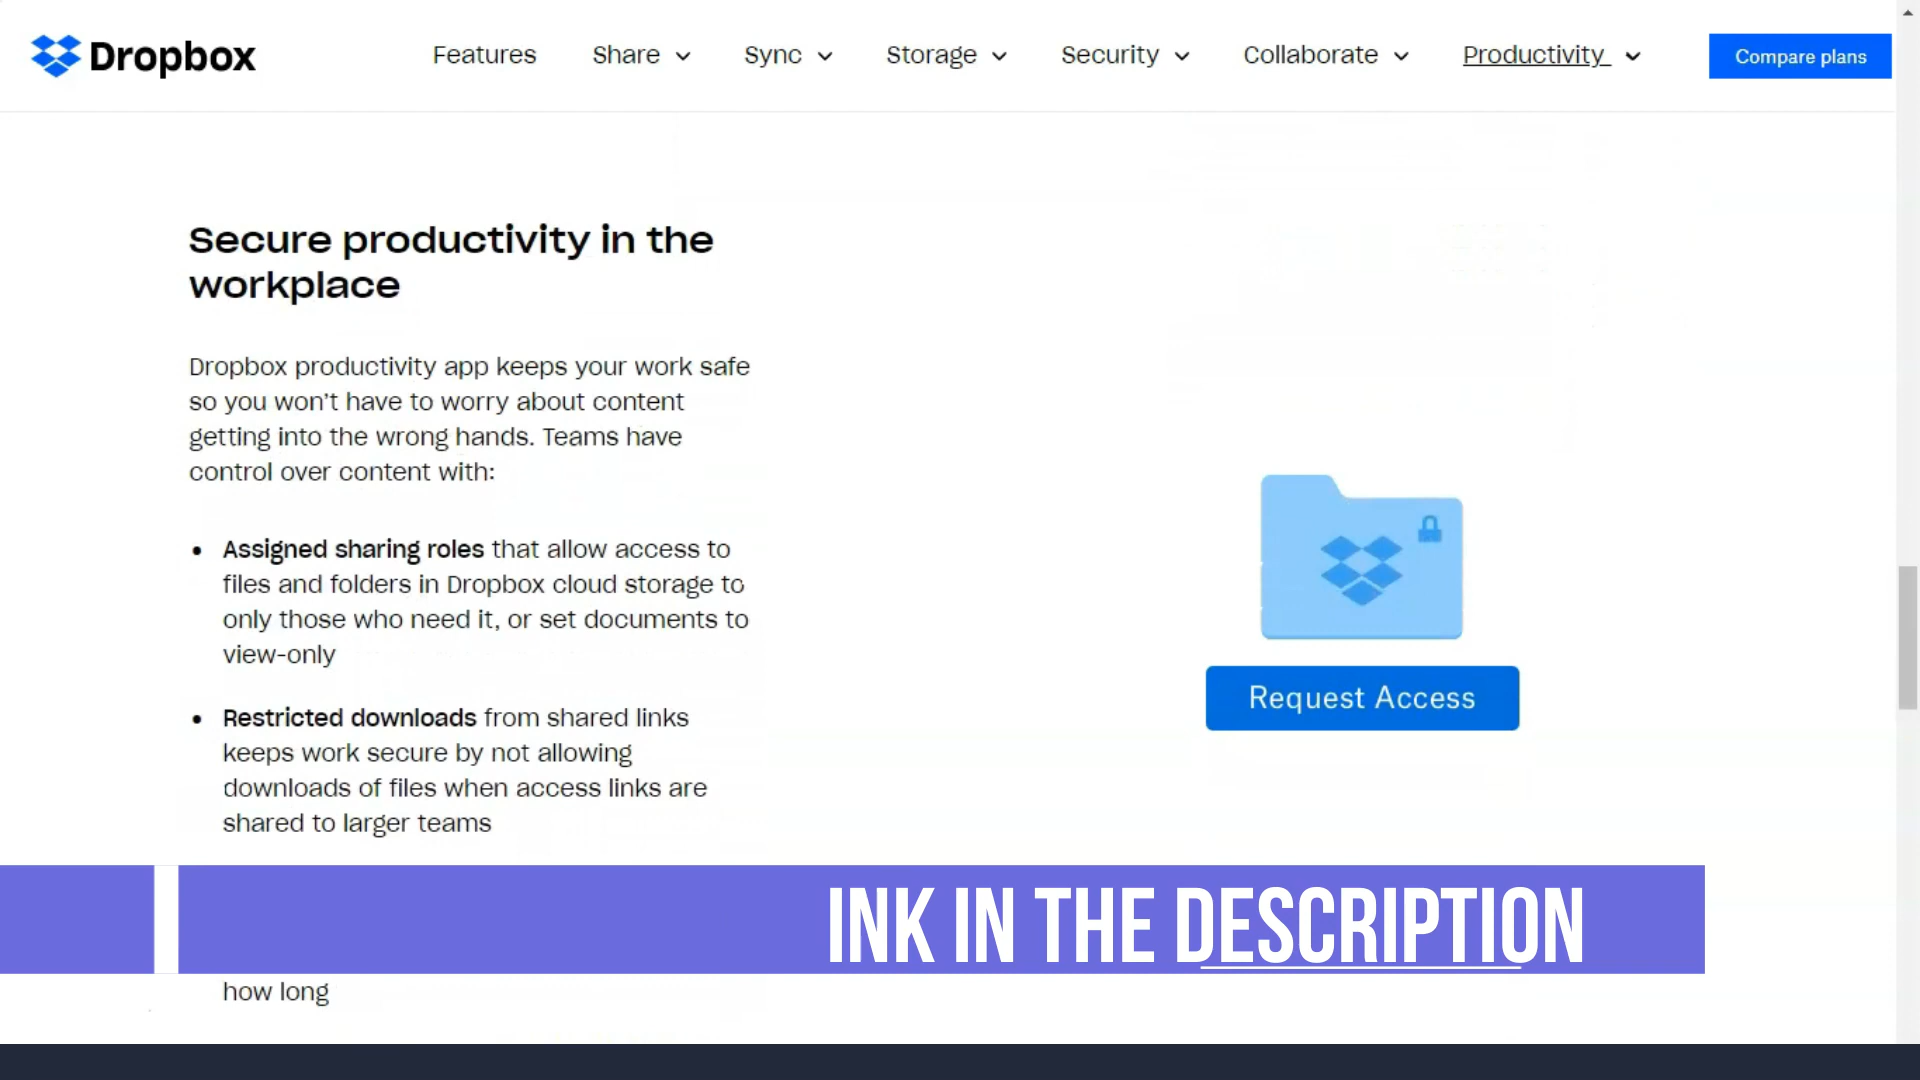 Dropbox
Features Share Sync Storage Security Collaborate Productivity Compare plans
Secure productivity in the
workplace
Dropbox productivity app keeps your work safe
so you won't have to worry about content
getting into the wrong hands. Teams have
control over content with:
• Assigned sharing roles that allow access to
files and folders in Dropbox cloud storage to
only those who need it, or set documents to
view-only
• Restricted downloads from shared links
keeps work secure by not allowing
downloads of files when access links are
shared to larger teams
Request Access
INK IN THE DESCRIPTION
how long